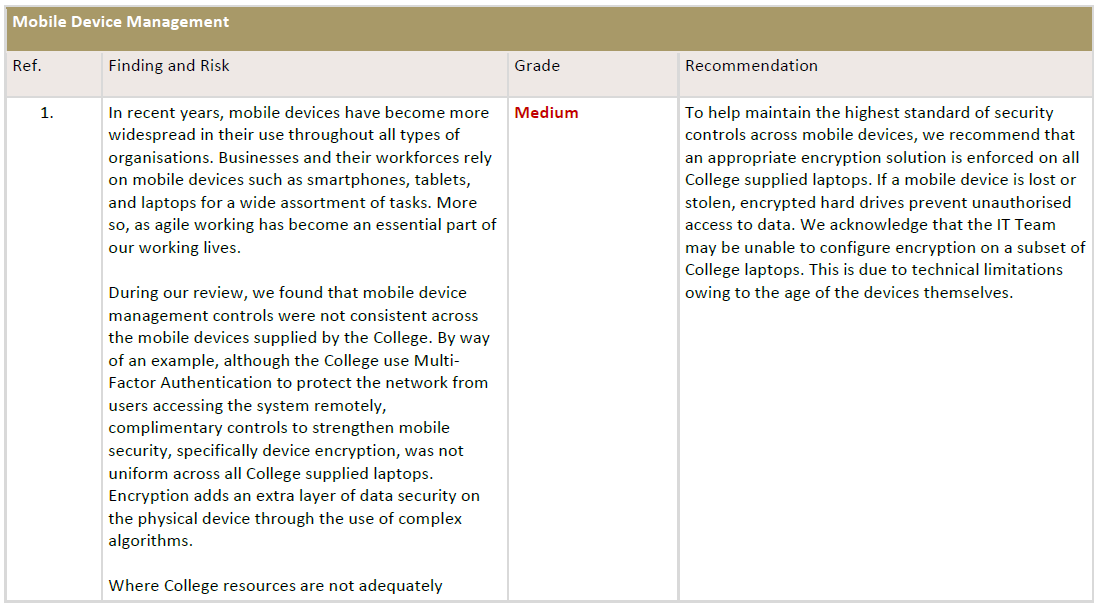 Mobile Device Management
Ref.
Finding and Risk
Grade
Recommendation
1.
In recent years, mobile devices have become more
widespread in their use throughout all types of
organisations. Businesses and their workforces rely
on mobile devices such as smartphones, tablets,
and laptops for a wide assortment of tasks. More
so, as agile working has become an essential part of
our working lives.
During our review, we found that mobile device
management controls were not consistent across
the mobile devices supplied by the College. By way
of an example, although the College use Multi-
Factor Authentication to protect the network from
users accessing the system remotely,
complimentary controls to strengthen mobile
security, specifically device encryption, was not
uniform across all College supplied laptops.
Encryption adds an extra layer of data security on
the physical device through the use of complex
algorithms.
Where College resources are not adequately
Medium
To help maintain the highest standard of security
controls across mobile devices, we recommend that
an appropriate encryption solution is enforced on all
College supplied laptops. If a mobile device is lost or
stolen, encrypted hard drives prevent unauthorised
access to data. We acknowledge that the IT Team
may be unable to configure encryption on a subset of
College laptops. This is due to technical limitations
owing to the age of the devices themselves.